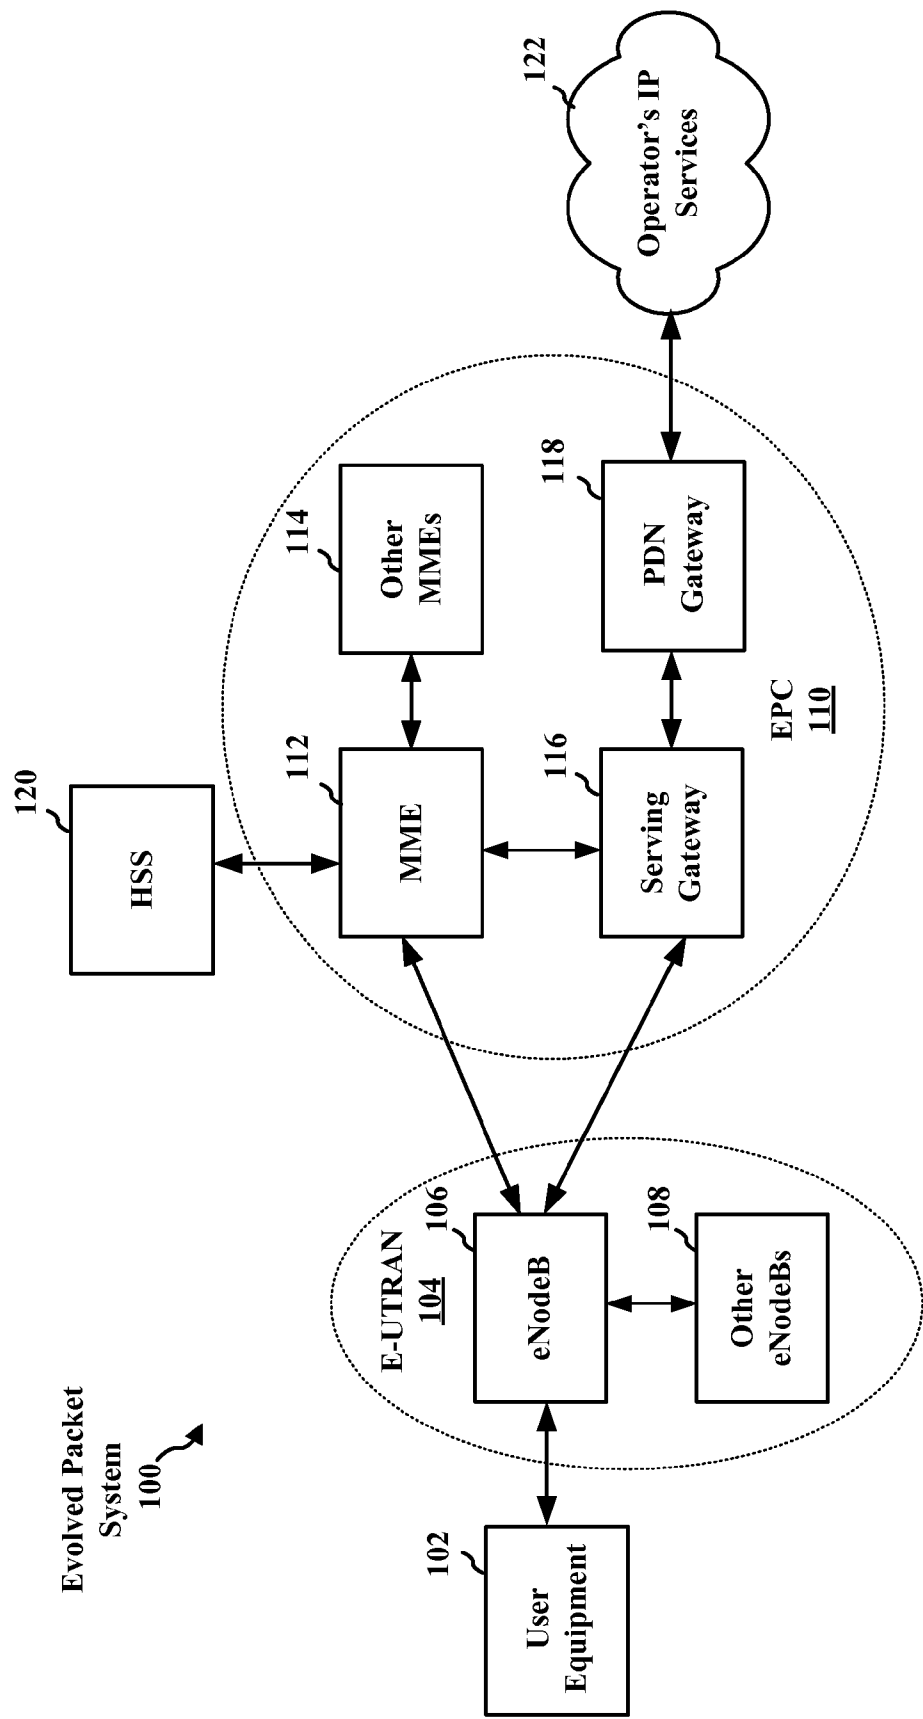 Evolved Packet
System
100
120
HSS
E-UTRAN
104
102
User
Equipment
106
eNodeB
108
Other
eNodeBs
112
MME
114
Other
MMEs
116
Serving
Gateway
118
PDN
Gateway
EPC
110
122
Operator's IP
Services